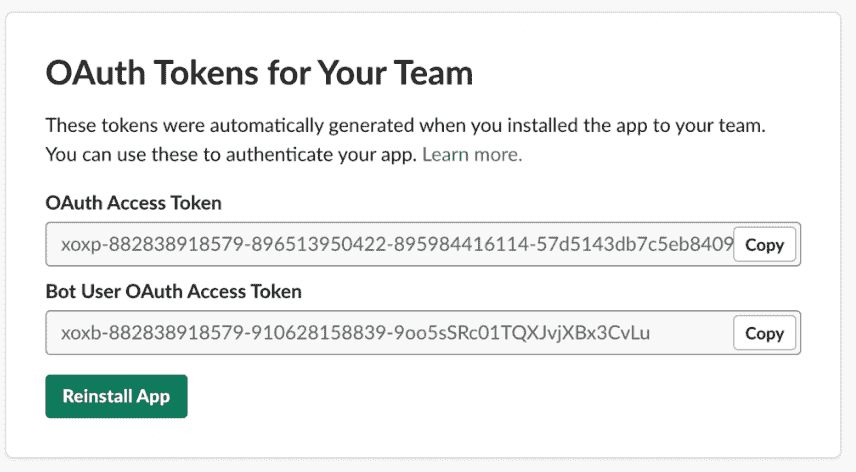 OAuth Tokens for Your Team
These tokens were automatically generated when you installed the app to your team.
You can use these to authenticate your app. Learn more.
OAuth Access Token
xoxp-882838918579-896513950422-895984416114-57d5143db7c5eb8409 Copy
Bot User OAuth Access Token
xoxb-882838918579-910628158839-9oo5sSRc01TQXJvjXBx3CvLu Copy
Reinstall App